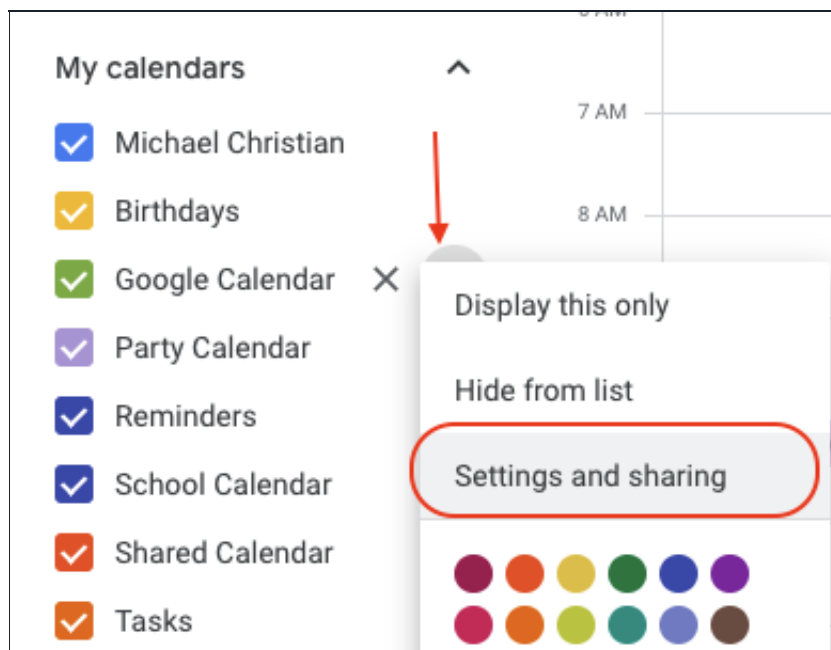 My calendars
Michael Christian
Birthdays
Google Calendar
Party Calendar
Reminders
School Calendar
Shared Calendar
Tasks
7 AM
8 AM
Display this only
Hide from list
Settings and sharing